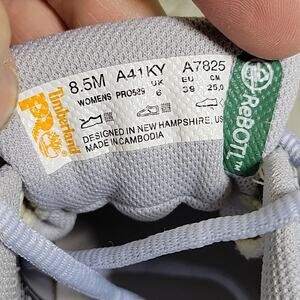 8.5M A41KY A7825
WOMENS PRO589 UK EU CM
6 39 25,0
DESIGNED IN NEW HAMPSHIRE, US
MADE IN CAMBODIA
Timberland
PRO
ReBOTL